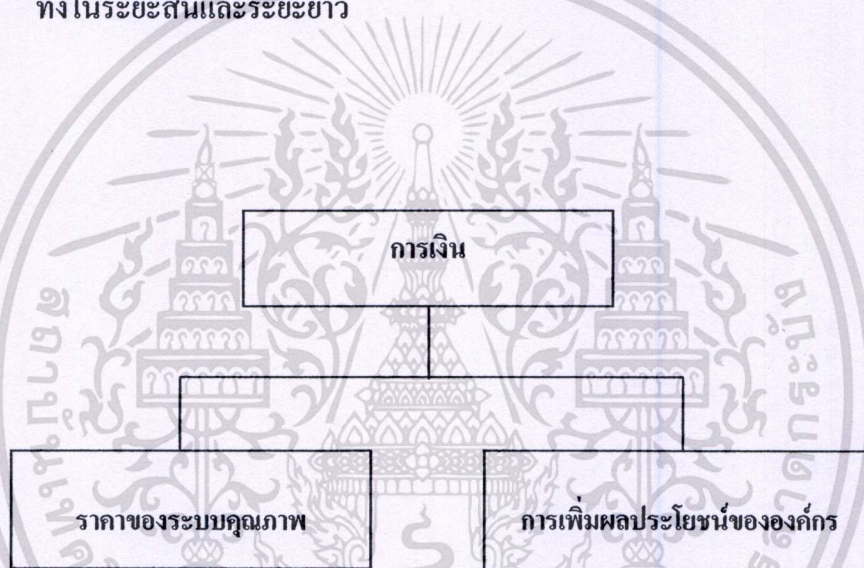 ทั้งในระยะสั้นและระยะยาว
การเงิน
ราคาของระบบคุณภาพ
การเพิ่มผลประโยชน์ขององค์กร